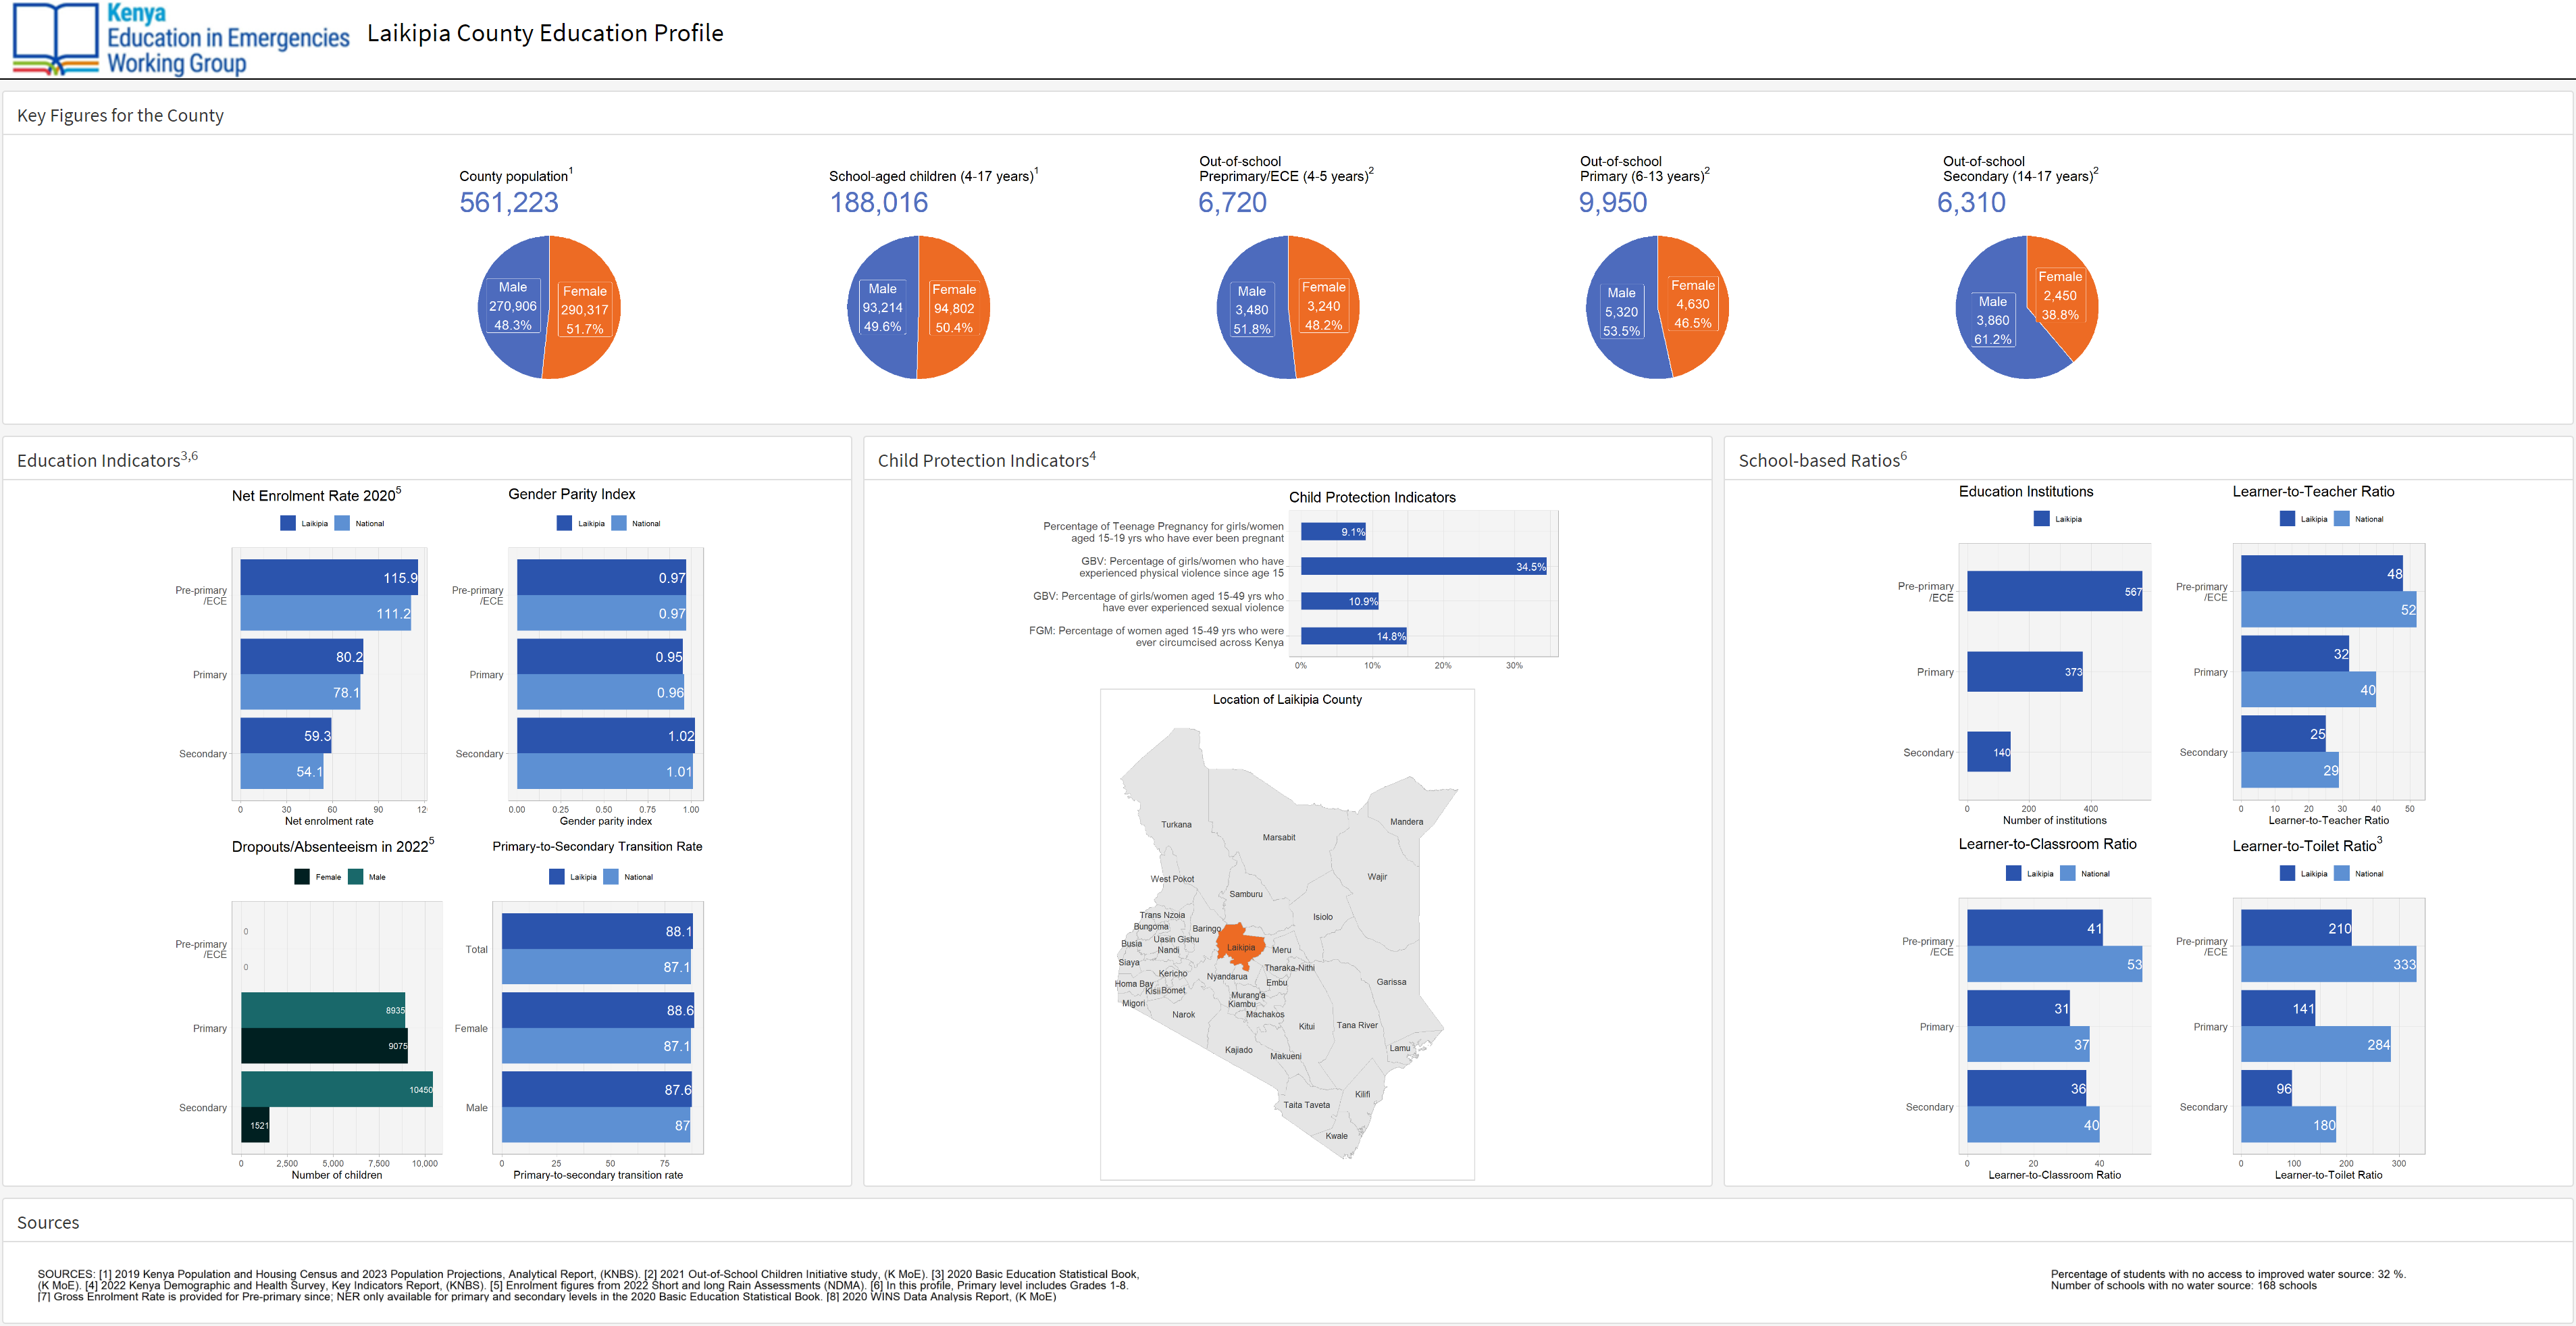 Kenya
Education in Emergencies
Working Group
Laikipia County Education Profile
Key Figures for the County
County population1
561,223
Male
270,906
48.3%
Female
290,317
51.7%
School-aged children (4-17 years)1
188,016
Male
93,214
49.6%
Female
94,802
50.4%
Out-of-school
Preprimary/ECE (4-5 years)2
6,720
Male
3,480
51.8%
Female
3,240
48.2%
Out-of-school
Primary (6-13 years)2
9,950
Male
5,320
53.5%
Female
4,630
46.5%
Out-of-school
Secondary (14-17 years)2
6,310
Male
3,860
61.2%
Female
2,450
38.8%
Education Indicators3,6
Net Enrolment Rate 20205
Laikipia National
Pre-primary
/ECE
115.9
111.2
Primary
80.2
78.1
Secondary
59.3
54.1
0 30 60 90 12
Net enrolment rate
Gender Parity Index
Laikipia National
Pre-primary
/ECE
0.97
0.97
Primary
0.95
0.96
Secondary
1.02
1.01
0.00 0.25 0.50 0.75 1.00
Gender parity index
Dropouts/Absenteeism in 20225
Female Male
Pre-primary
/ECE
0
0
Primary
8935
9075
Secondary
10450
1521
0 2,500 5,000 7,500 10,000
Number of children
Primary-to-Secondary Transition Rate
Laikipia National
Total
88.1
87.1
Female
88.6
87.1
Male
87.6
87
0 25 50 75
Primary-to-secondary transition rate
Child Protection Indicators4
Child Protection Indicators
Percentage of Teenage Pregnancy for girls/women
aged 15-19 yrs who have ever been pregnant
9.1%
GBV: Percentage of girls/women who have
experienced physical violence since age 15
34.5%
GBV: Percentage of girls/women aged 15-49 yrs who
have ever experienced sexual violence
10.9%
FGM: Percentage of women aged 15-49 yrs who were
ever circumcised across Kenya
14.8%
0% 10% 20% 30%
Location of Laikipia County
Turkana
Marsabit
Mandera
West Pokot
Samburu
Wajir
Trans Nzoia
Bungoma
Isiolo
Baringo
Busia
Uasin Gishu
Nandi
Laikipia
Meru
Siaya
Kericho
Nyandarua
Tharaka-Nithi
Embu
Garissa
Homa Bay
Kisii
Bomet
Migori
Murang'a
Kiambu
Machakos
Narok
Kitui
Tana River
Kajiado
Makueni
Lamu
Kilifi
Taita Taveta
Kwale
School-based Ratios6
Education Institutions
Laikipia
Pre-primary
/ECE
567
Primary
373
Secondary
140
0 200 400
Number of institutions
Learner-to-Teacher Ratio
Laikipia National
Pre-primary
/ECE
48
52
Primary
32
40
Secondary
25
29
0 10 20 30 40 50
Learner-to-Teacher Ratio
Learner-to-Classroom Ratio
Laikipia National
Pre-primary
/ECE
41
53
Primary
31
37
Secondary
36
40
0 20 40
Learner-to-Classroom Ratio
Learner-to-Toilet Ratio3
Laikipia National
Pre-primary
/ECE
210
333
Primary
141
284
Secondary
96
180
0 100 200 300
Learner-to-Toilet Ratio
Sources
SOURCES: [1] 2019 Kenya Population and Housing Census and 2023 Population Projections, Analytical Report, (KNBS). [2] 2021 Out-of-School Children Initiative study, (K MoE). [3] 2020 Basic Education Statistical Book,
(K MoE). [4] 2022 Kenya Demographic and Health Survey, Key Indicators Report, (KNBS). [5] Enrolment figures from 2022 Short and long Rain Assessments (NDMA). [6] In this profile, Primary level includes Grades 1-8.
[7] Gross Enrolment Rate is provided for Pre-primary since; NER only available for primary and secondary levels in the 2020 Basic Education Statistical Book. [8] 2020 WINS Data Analysis Report, (K MoE)
Percentage of students with no access to improved water source: 32 %.
Number of schools with no water source: 168 schools